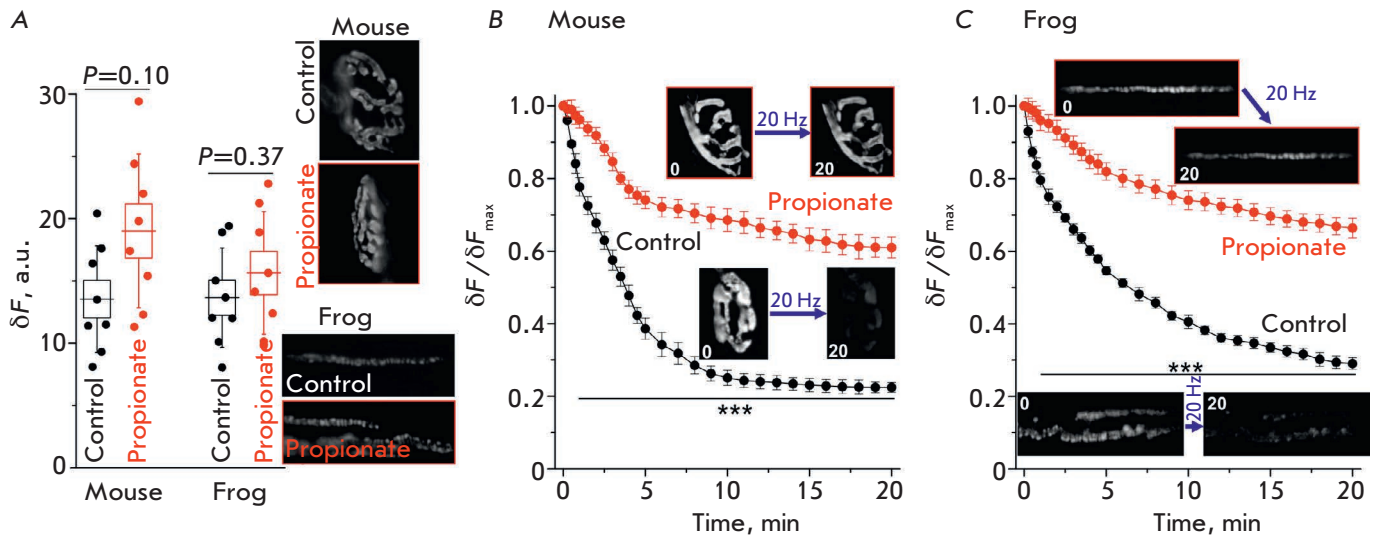 A
Mouse
B
Mouse
C
Frog
Control
Propionate
P=0.10
P=0.37
30
20
10
0
δF, a.u.
Control
Propionate
Control
Propionate
Mouse
Frog
Frog
Control
Propionate
1.0
0.8
0.6
0.4
0.2
0
δF / δFmax
0
20 Hz
20
Propionate
Control
0
20 Hz
20
***
0
5
10
15
20
Time, min
1.0
0.8
0.6
0.4
0.2
0
δF / δFmax
0
20 Hz
20
Propionate
Control
***
0
20 Hz
20
0
5
10
15
20
Time, min